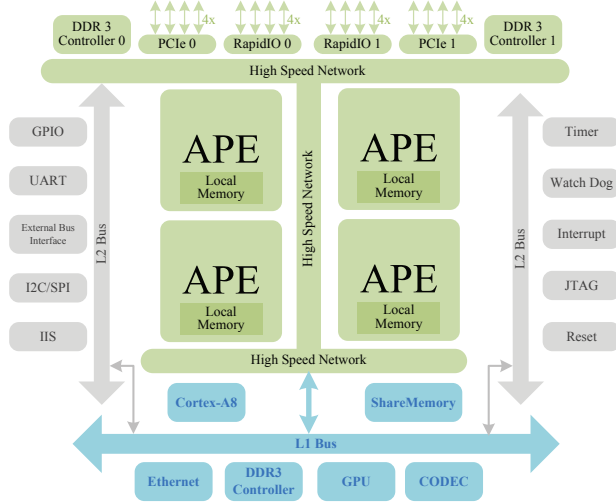 4x 4x 4x 4x
DDR 3
Controller 0
PCIe 0
RapidIO 0
RapidIO 1
PCIe 1
DDR 3
Controller 1
High Speed Network
GPIO
UART
External Bus
Interface
I2C/SPI
IIS
L2 Bus
APE
Local
Memory
APE
Local
Memory
High Speed Network
APE
Local
Memory
APE
Local
Memory
L2 Bus
Timer
Watch Dog
Interrupt
JTAG
Reset
High Speed Network
Cortex-A8
ShareMemory
L1 Bus
Ethernet
DDR3
Controller
GPU
CODEC